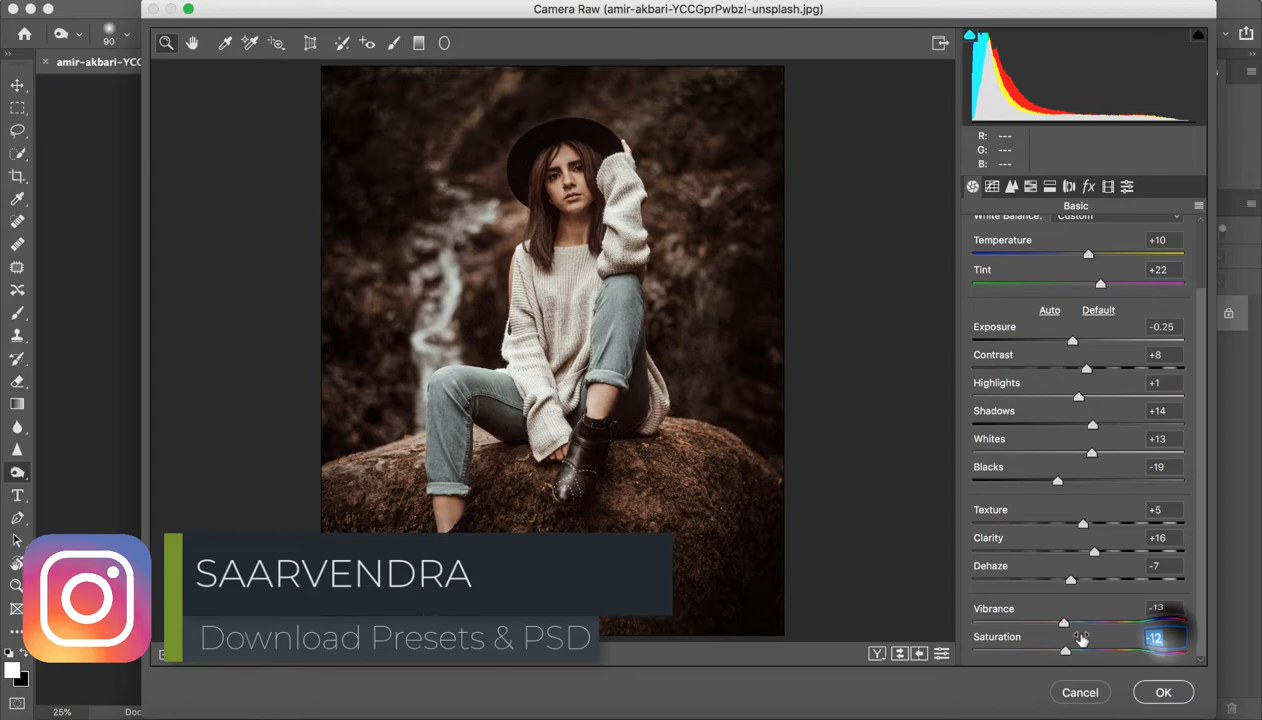 Camera Raw (amir-akbari-YCCGprPwbzI-unsplash.jpg)
90
amir-akbari-YCC
R: ---
G: ---
B: ---
fx
Basic
White Balance: Custom
Temperature +10
Tint +22
Auto Default
Exposure -0.25
Contrast +8
Highlights +1
Shadows +14
Whites +13
Blacks -19
Texture +5
Clarity +16
Dehaze -7
Vibrance -13
Saturation -12
SAARVENDRA
Download Presets & PSD
Y
Cancel OK
25% Doc